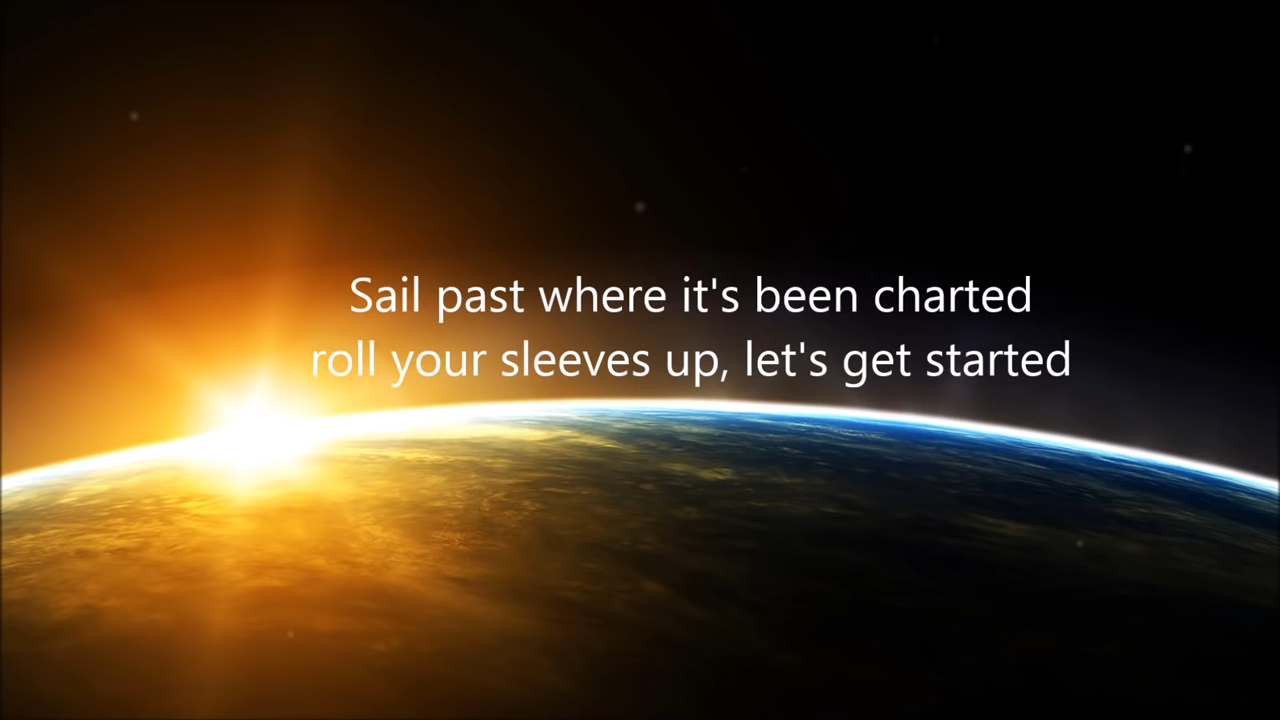 Sail past where it's been charted
roll your sleeves up, let's get started